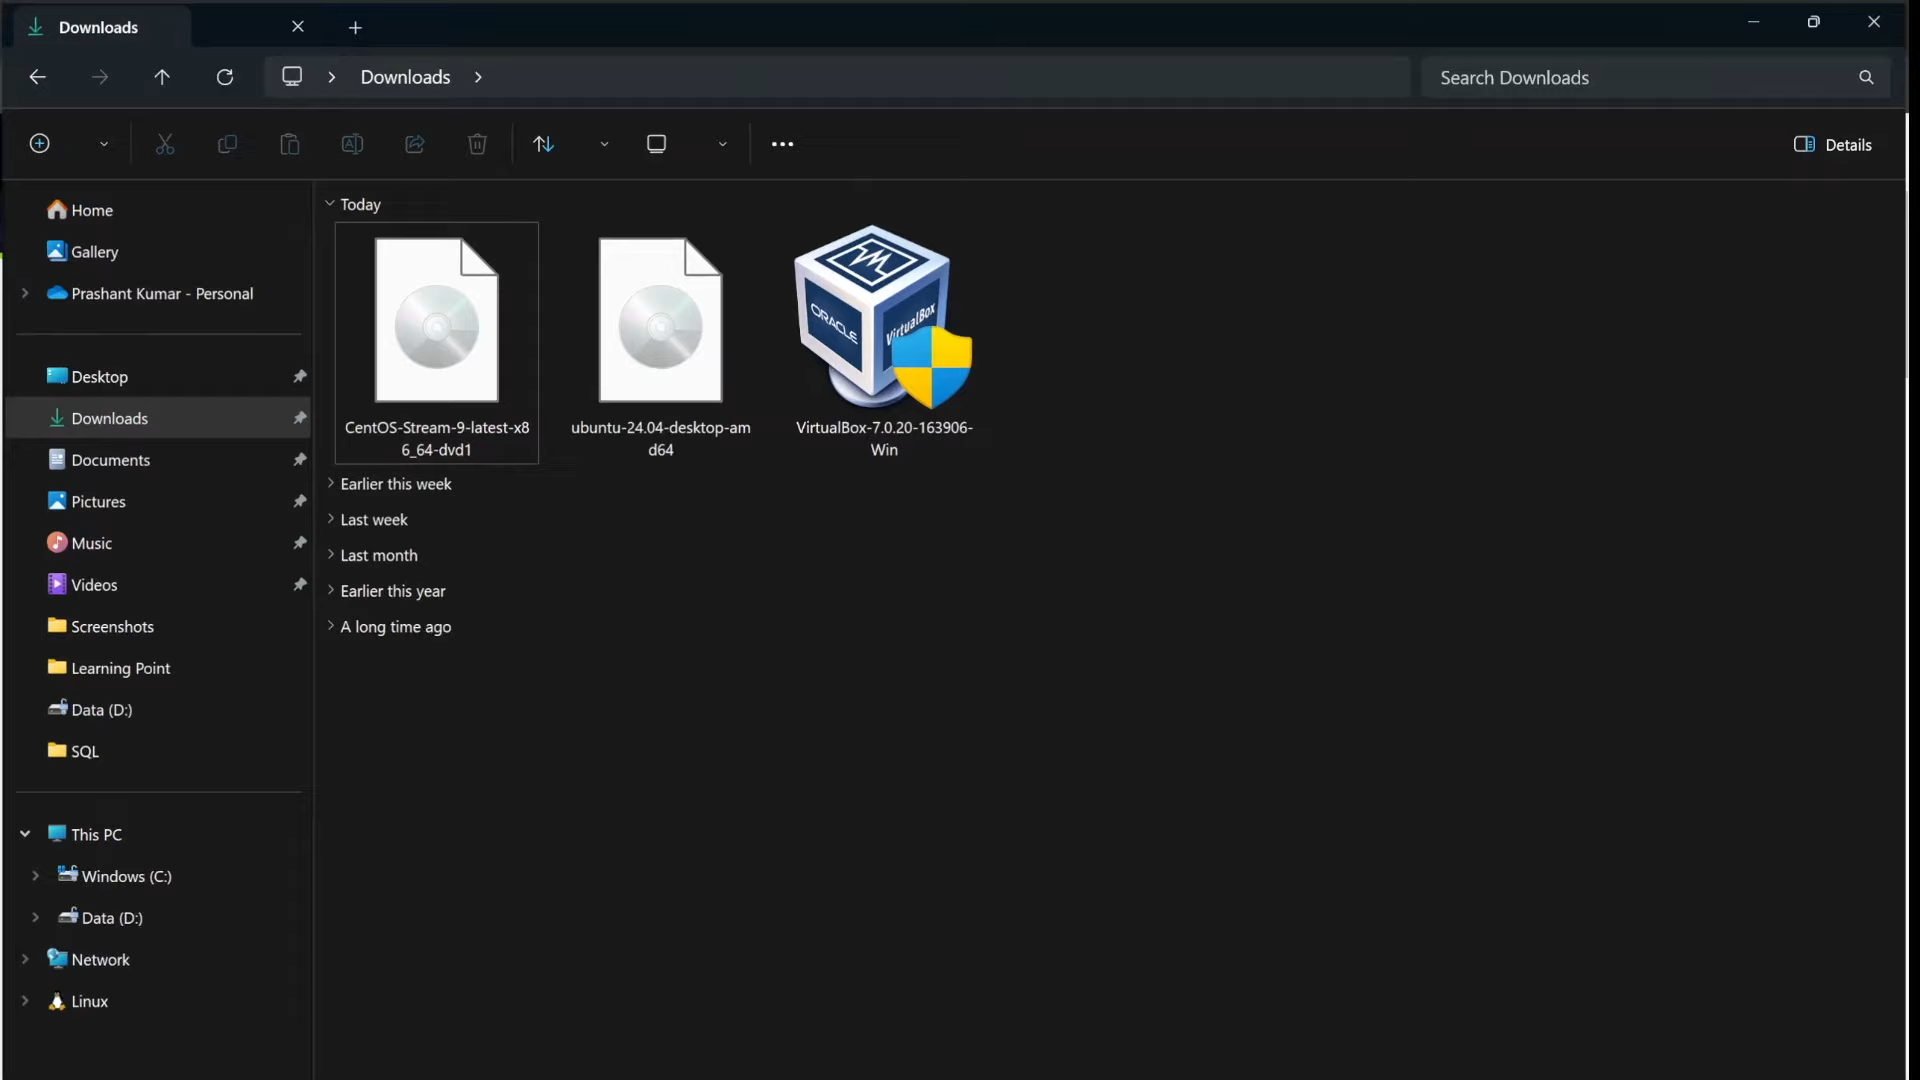 Downloads
Downloads
Search Downloads
Details
Home
Gallery
Prashant Kumar - Personal
Desktop
Downloads
Documents
Pictures
Music
Videos
Screenshots
Learning Point
Data (D:)
SQL
This PC
Windows (C:)
Data (D:)
Network
Linux
Today
ORACLE
VirtualBox
CentOS-Stream-9-latest-x8
6_64-dvd1
ubuntu-24.04-desktop-am
d64
VirtualBox-7.0.20-163906-
Win
Earlier this week
Last week
Last month
Earlier this year
A long time ago